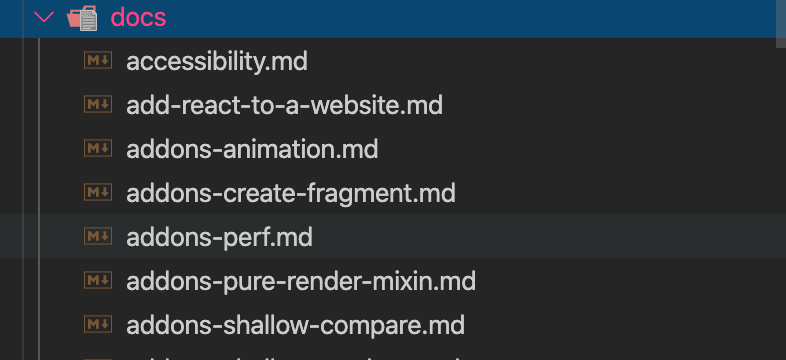 docs
accessibility.md
add-react-to-a-website.md
addons-animation.md
addons-create-fragment.md
addons-perf.md
addons-pure-render-mixin.md
addons-shallow-compare.md